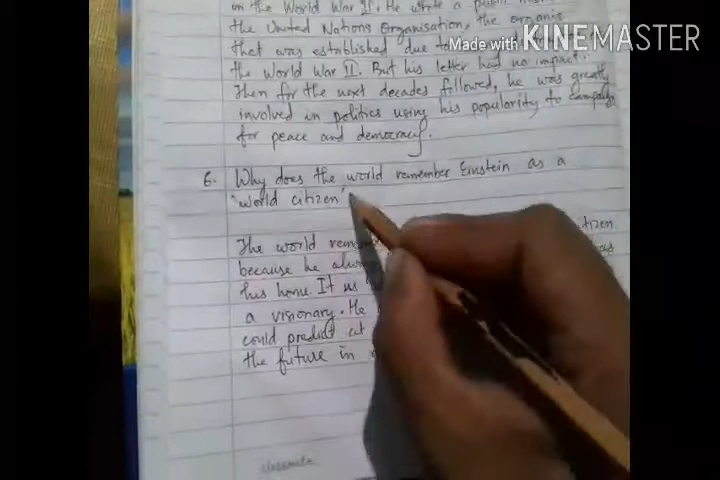 in the World War II. He wrote a public
the United Nations Organisation, the organis
that was established due to
the World War II. But his letter had no impact.
Then for the next decades followed, he was greatly
involved in politics using his popularity to campaign
for peace and democracy.
6. Why does the world remember Einstein as a
'World citizen'
The world citizen
because he as
his home. It
a visionary. He
could predict at
the future in
classmate
Made with KINEMASTER